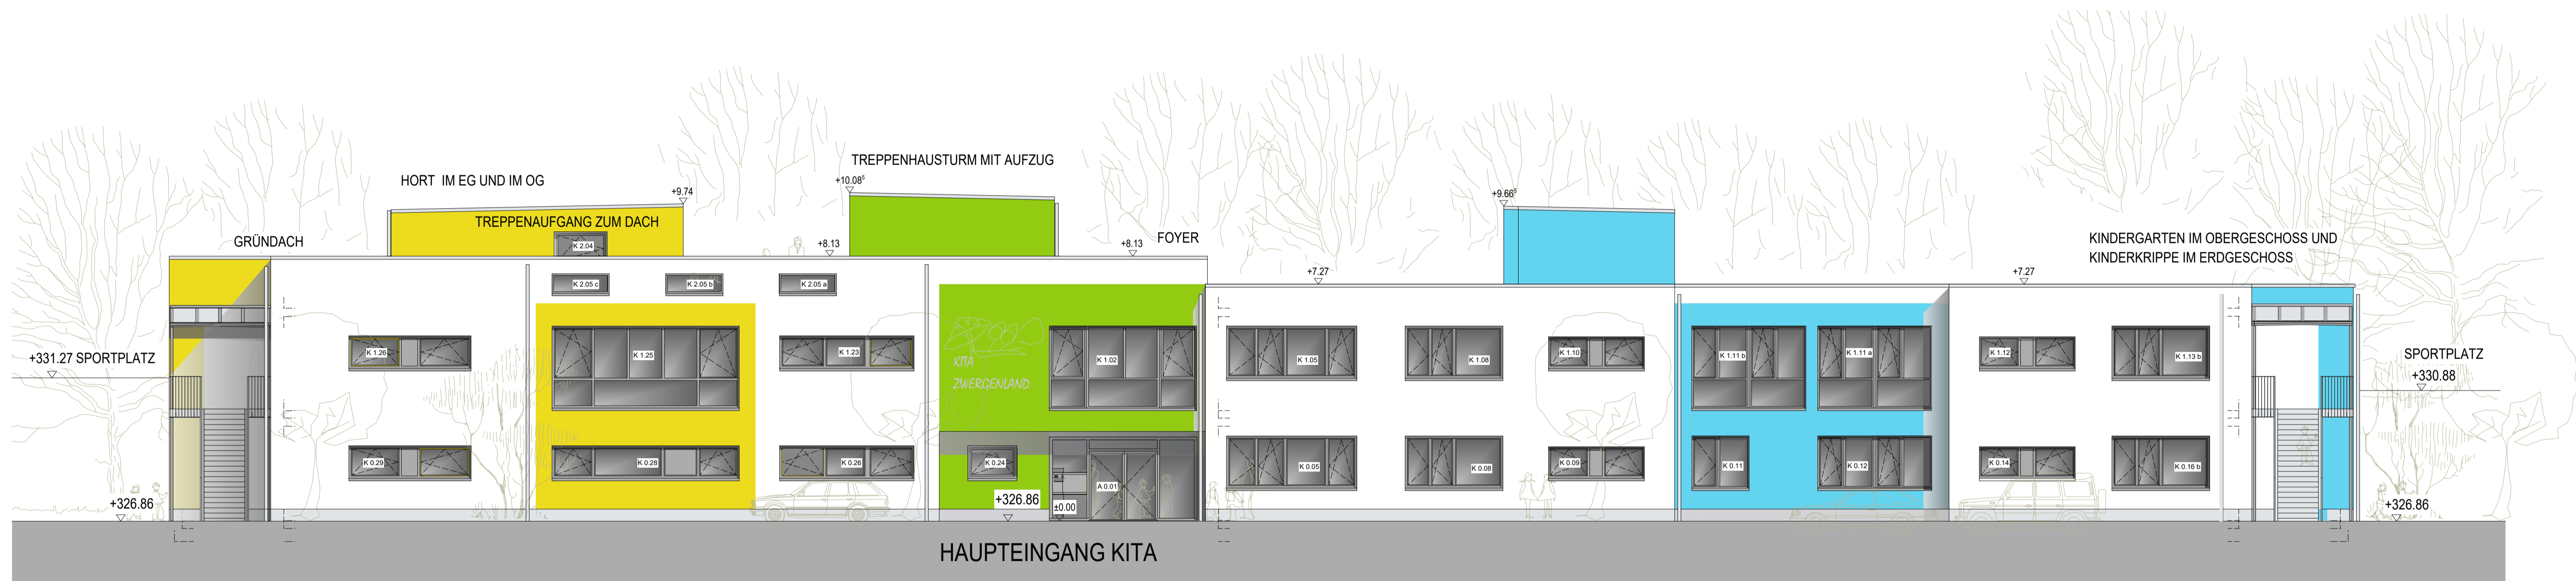 TREPPENHAUSTURM MIT AUFZUG
HORT IM EG UND IM OG
+10.08⁵
+9.74
+9.66⁵
TREPPENAUFGANG ZUM DACH
GRÜNDACH
K 2.04
+8.13
+8.13
FOYER
KINDERGARTEN IM OBERGESCHOSS UND
KINDERKRIPPE IM ERDGESCHOSS
+7.27
+7.27
K 2.05 c
K 2.05 b
K 2.05 a
+331.27 SPORTPLATZ
K 1.26
K 1.25
K 1.23
KITA
ZWERGENLAND
K 1.02
K 1.05
K 1.08
K 1.10
K 1.11 b
K 1.11 a
K 1.12
K 1.13 b
SPORTPLATZ
+330.88
K 0.29
K 0.28
K 0.26
K 0.24
A 0.01
K 0.05
K 0.08
K 0.09
K 0.11
K 0.12
K 0.14
K 0.16 b
+326.86
+326.86
±0.00
+326.86
HAUPTEINGANG KITA